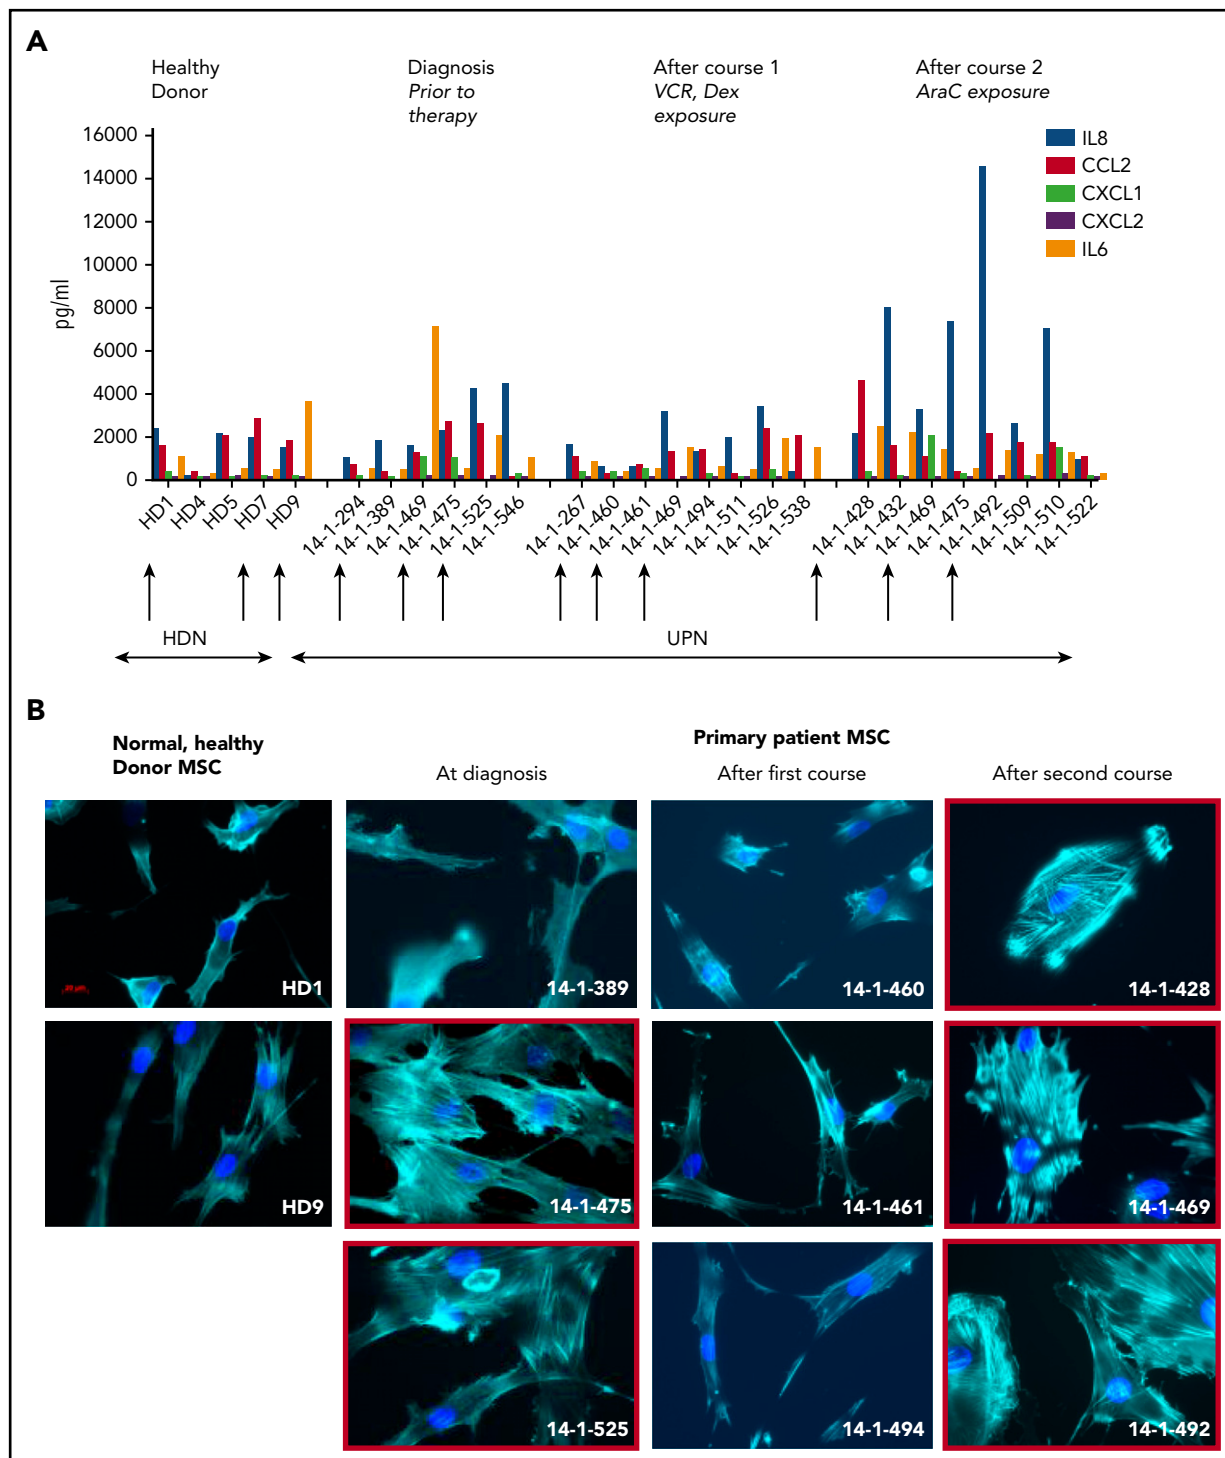 A
Healthy
Donor
Diagnosis
Prior to
therapy
After course 1
VCR, Dex
exposure
After course 2
AraC exposure
IL8
CCL2
CXCL1
CXCL2
IL6
pg/ml
16000
14000
12000
10000
8000
6000
4000
2000
0
HD1
HD4
HD5
HD7
HD9
14-1-294
14-1-389
14-1-469
14-1-475
14-1-525
14-1-546
14-1-267
14-1-460
14-1-461
14-1-469
14-1-494
14-1-511
14-1-526
14-1-538
14-1-428
14-1-432
14-1-469
14-1-475
14-1-492
14-1-509
14-1-510
14-1-522
HDN
UPN
B
Normal, healthy
Donor MSC
Primary patient MSC
At diagnosis
After first course
After second course
20 µm
HD1
14-1-389
14-1-460
14-1-428
HD9
14-1-475
14-1-461
14-1-469
14-1-525
14-1-494
14-1-492